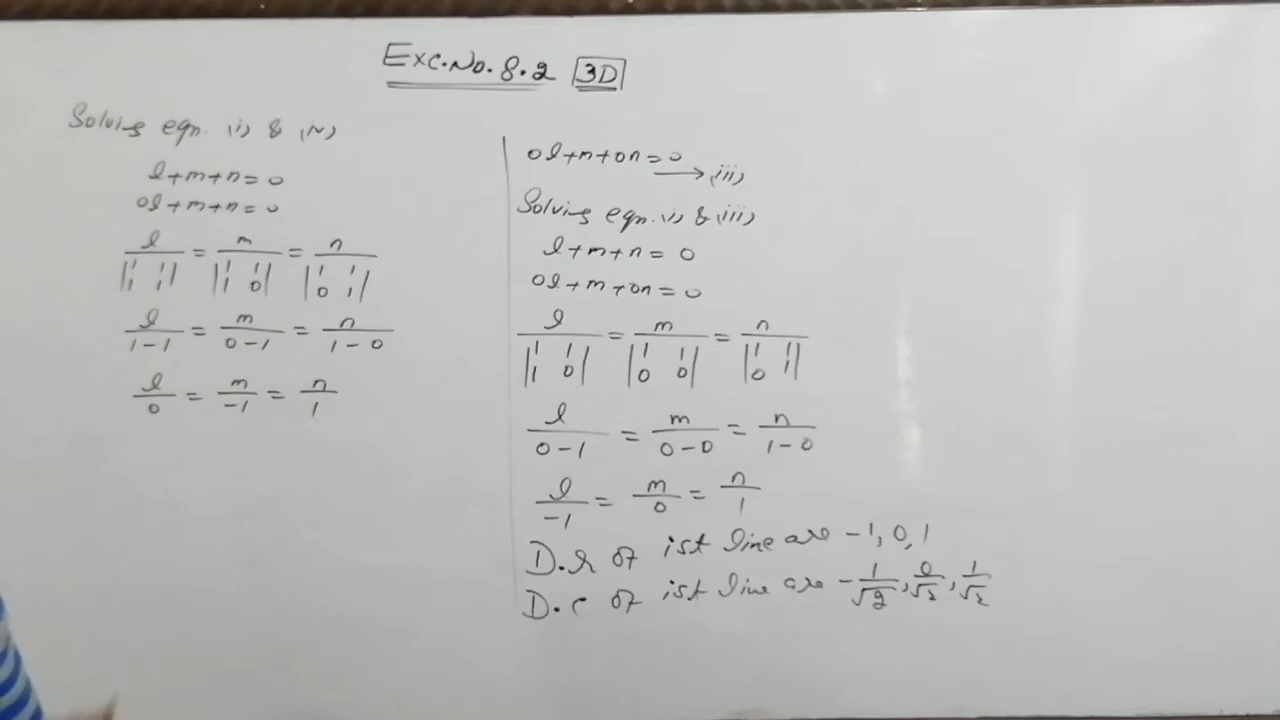 Exc.No.8.2 3D
Solving eqn. (i) & (iv)
l+m+n=0
0l+m+n=0
l/|1 1; 1 1| = m/|1 1; 1 0| = n/|1 1; 0 1|
l/1-1 = m/0-1 = n/1-0
l/0 = m/-1 = n/1
0l+m+0n=0 → (iii)
Solving eqn. (i) & (iii)
l+m+n=0
0l+m+0n=0
l/|1 1; 1 0| = m/|1 1; 0 0| = n/|1 1; 0 1|
l/0-1 = m/0-0 = n/1-0
l/-1 = m/0 = n/1
D.r of ist line are -1, 0, 1
D.c of ist line are -1/√2, 0/√2, 1/√2